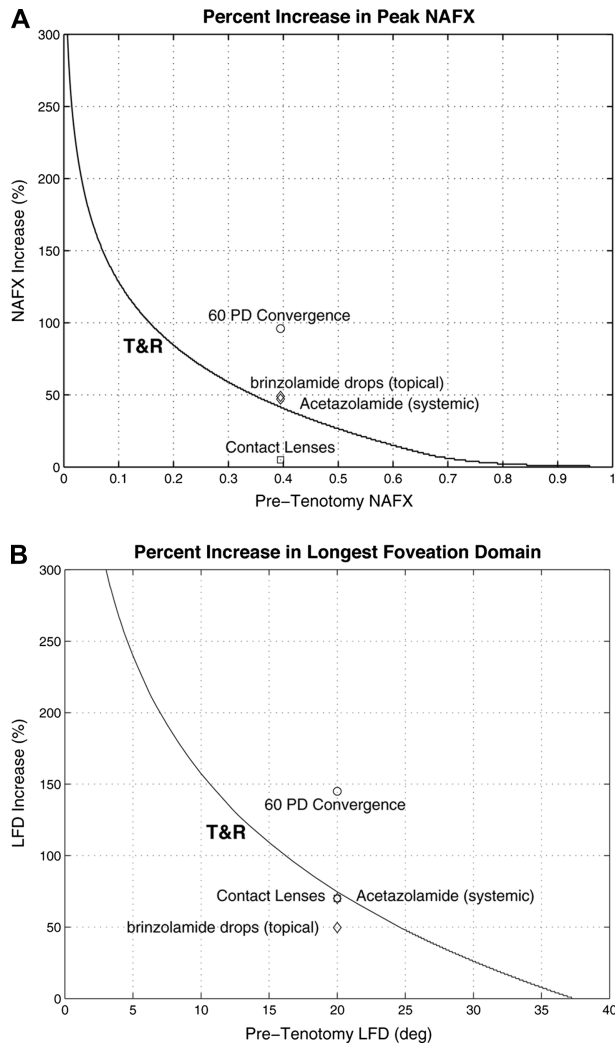 A
Percent Increase in Peak NAFX
300
250
200
150
100
50
0
NAFX Increase (%)
60 PD Convergence
T&R
brinzolamide drops (topical)
Acetazolamide (systemic)
Contact Lenses
0 0.1 0.2 0.3 0.4 0.5 0.6 0.7 0.8 0.9 1
Pre−Tenotomy NAFX
B
Percent Increase in Longest Foveation Domain
300
250
200
150
100
50
0
LFD Increase (%)
60 PD Convergence
T&R
Contact Lenses Acetazolamide (systemic)
brinzolamide drops (topical)
0 5 10 15 20 25 30 35 40
Pre−Tenotomy LFD (deg)